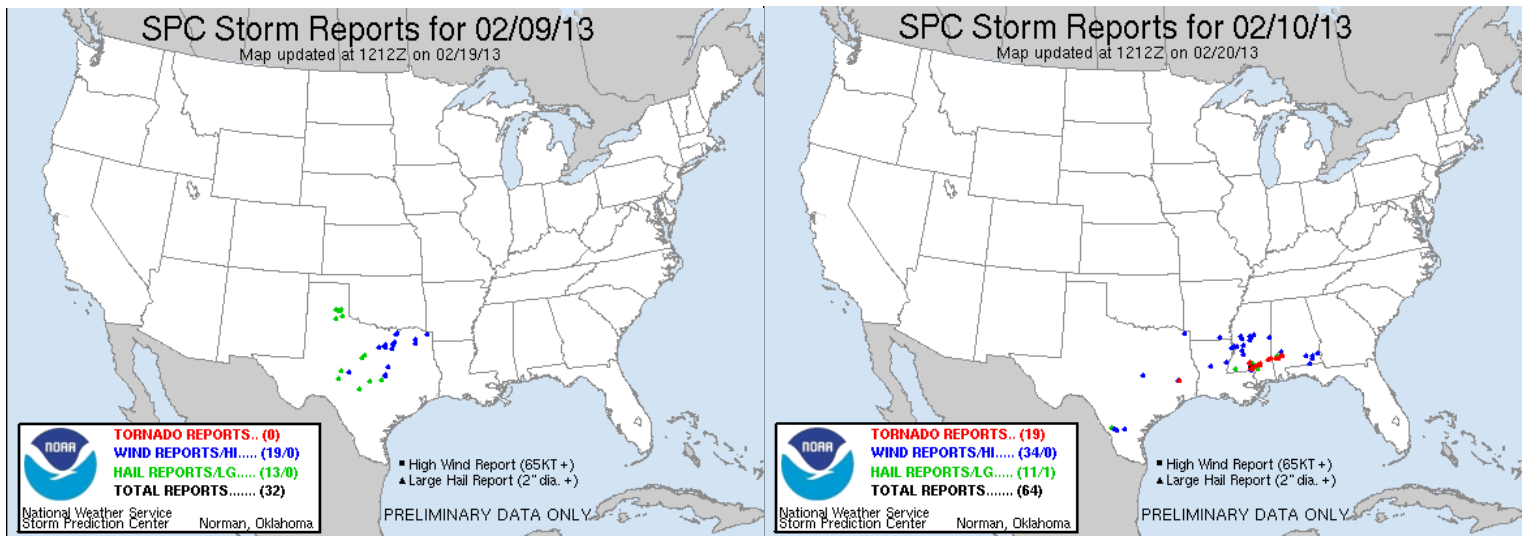 SPC Storm Reports for 02/09/13
Map updated at 1212Z on 02/19/13
NOAA
TORNADO REPORTS.. (0)
WIND REPORTS/HI..... (19/0)
HAIL REPORTS/LG..... (13/0)
TOTAL REPORTS....... (32)
National Weather Service
Storm Prediction Center Norman, Oklahoma
High Wind Report (65KT +)
Large Hail Report (2" dia. +)
PRELIMINARY DATA ONLY
SPC Storm Reports for 02/10/13
Map updated at 1212Z on 02/20/13
NOAA
TORNADO REPORTS.. (19)
WIND REPORTS/HI..... (34/0)
HAIL REPORTS/LG..... (11/1)
TOTAL REPORTS....... (64)
National Weather Service
Storm Prediction Center Norman, Oklahoma
High Wind Report (65KT +)
Large Hail Report (2" dia. +)
PRELIMINARY DATA ONLY